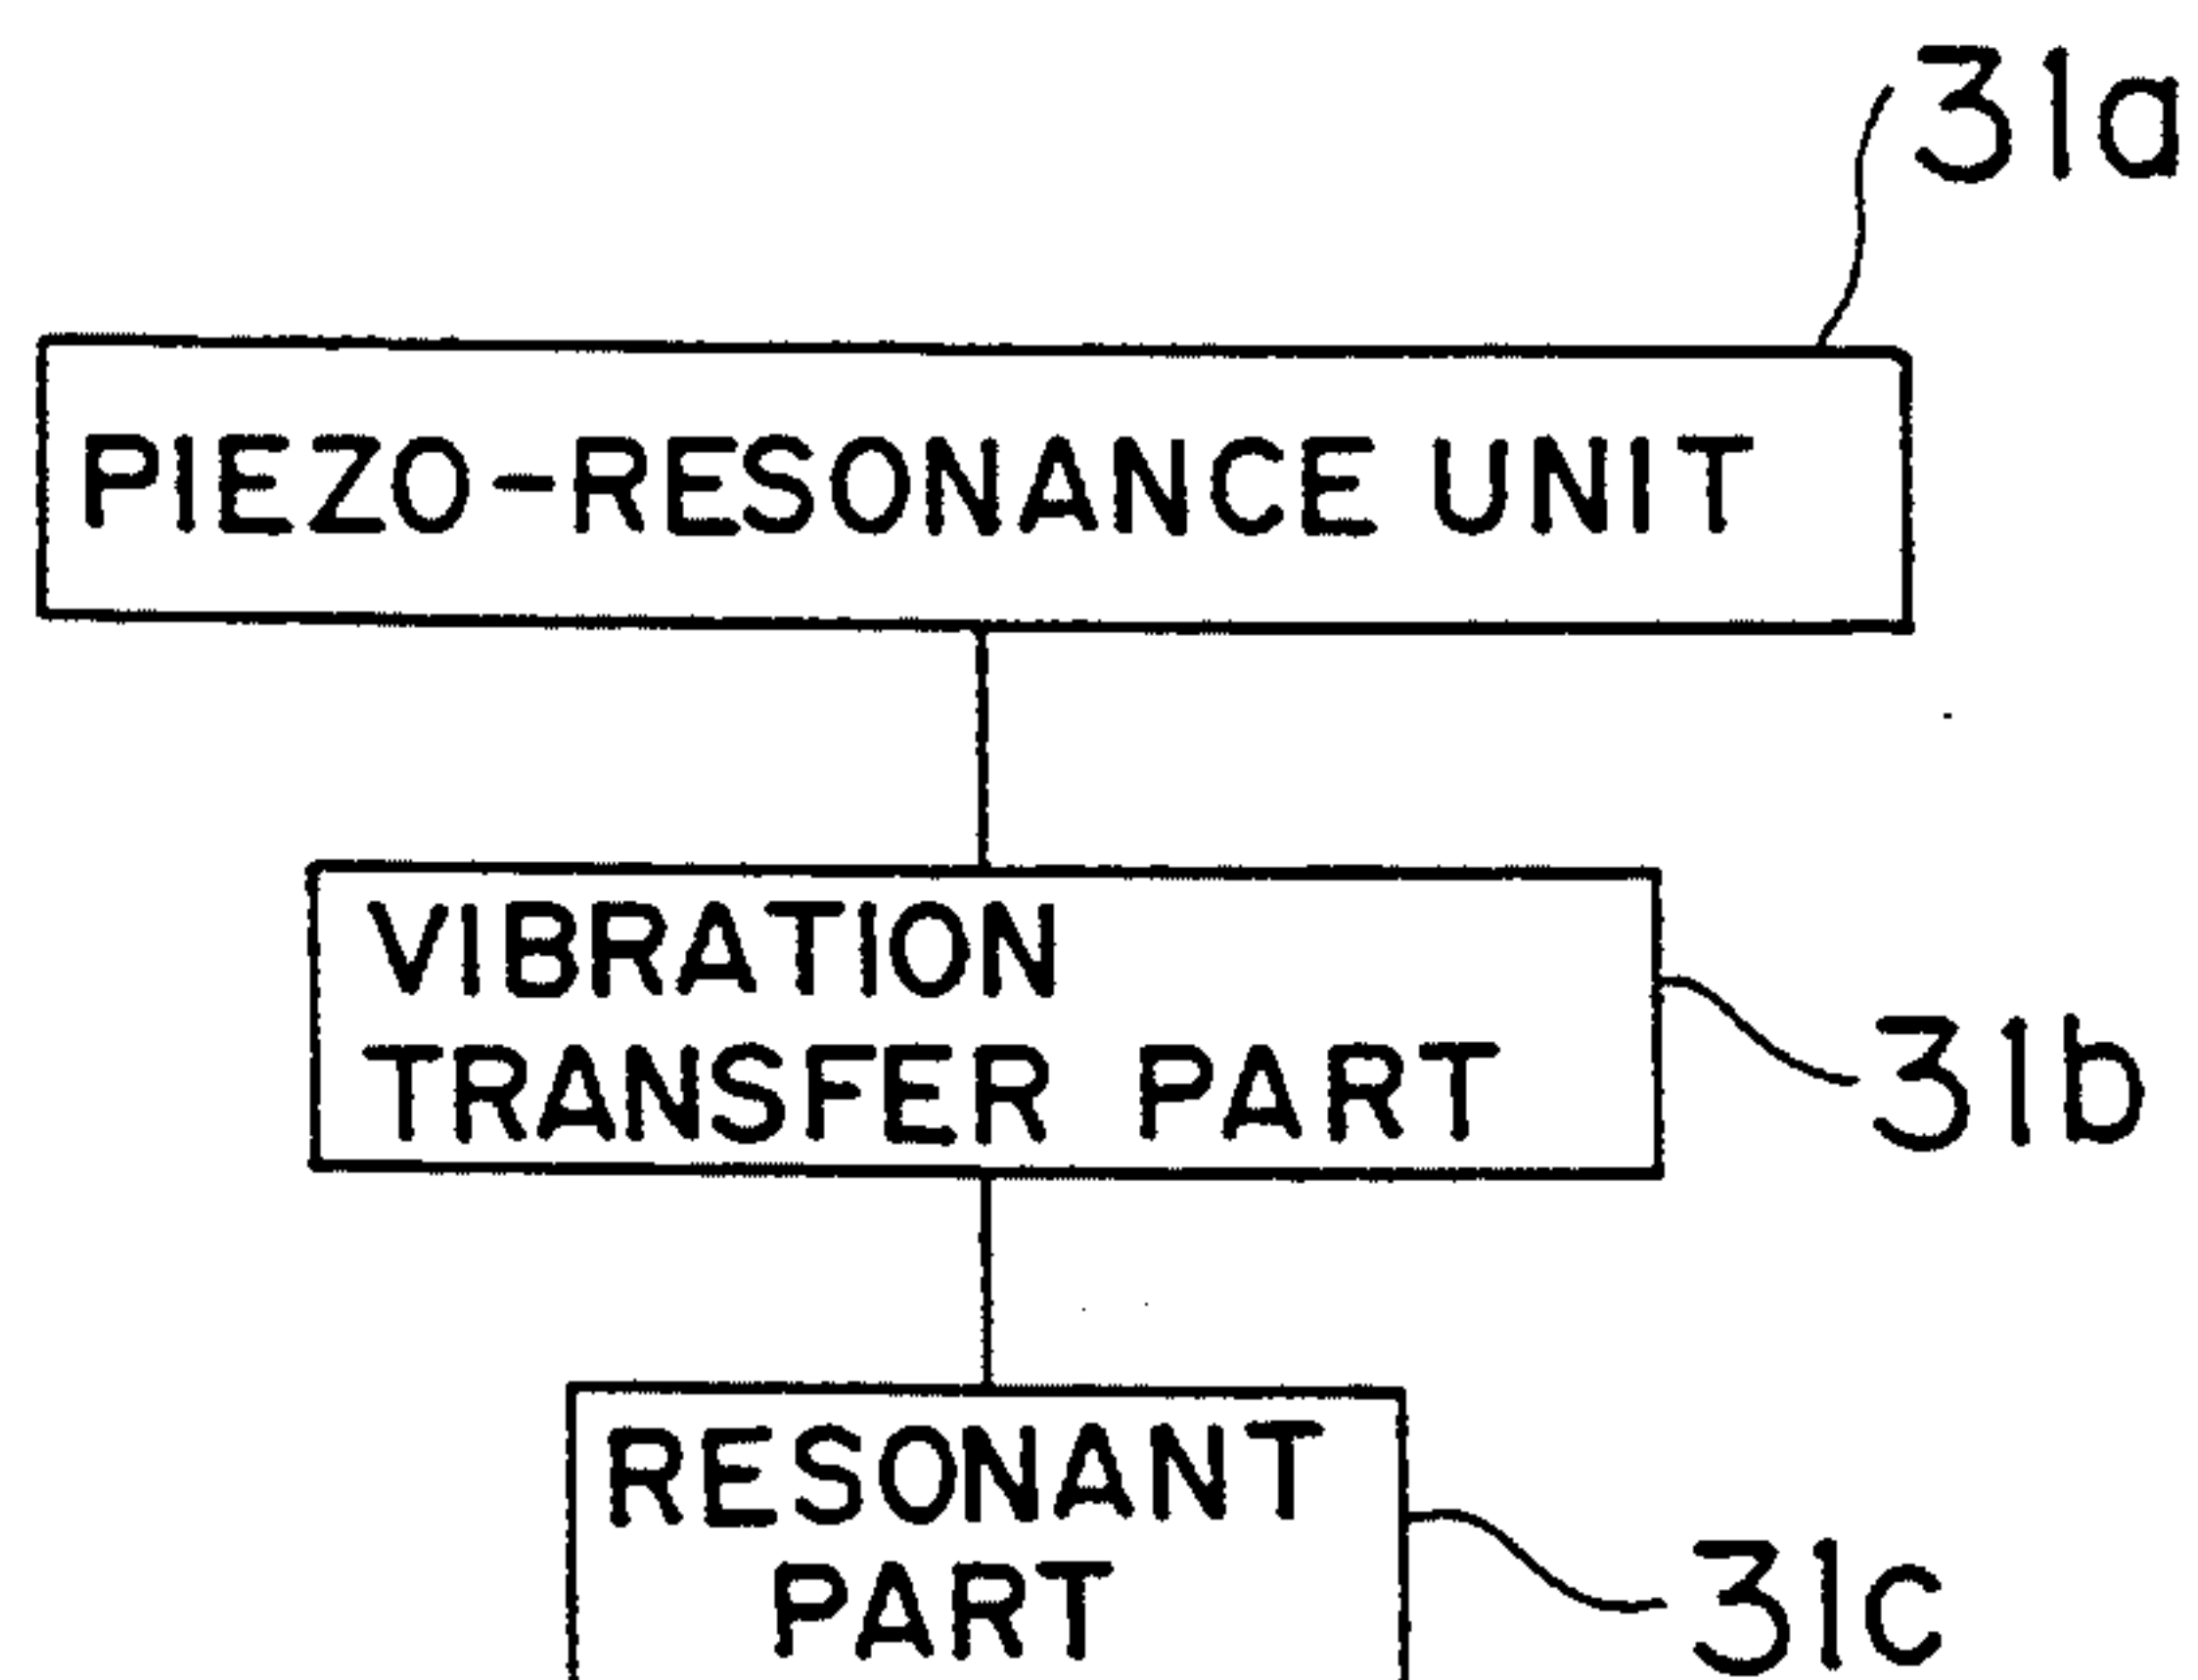 31a
PIEZO-RESONANCE UNIT
VIBRATION
TRANSFER PART
31b
RESONANT
PART
31c